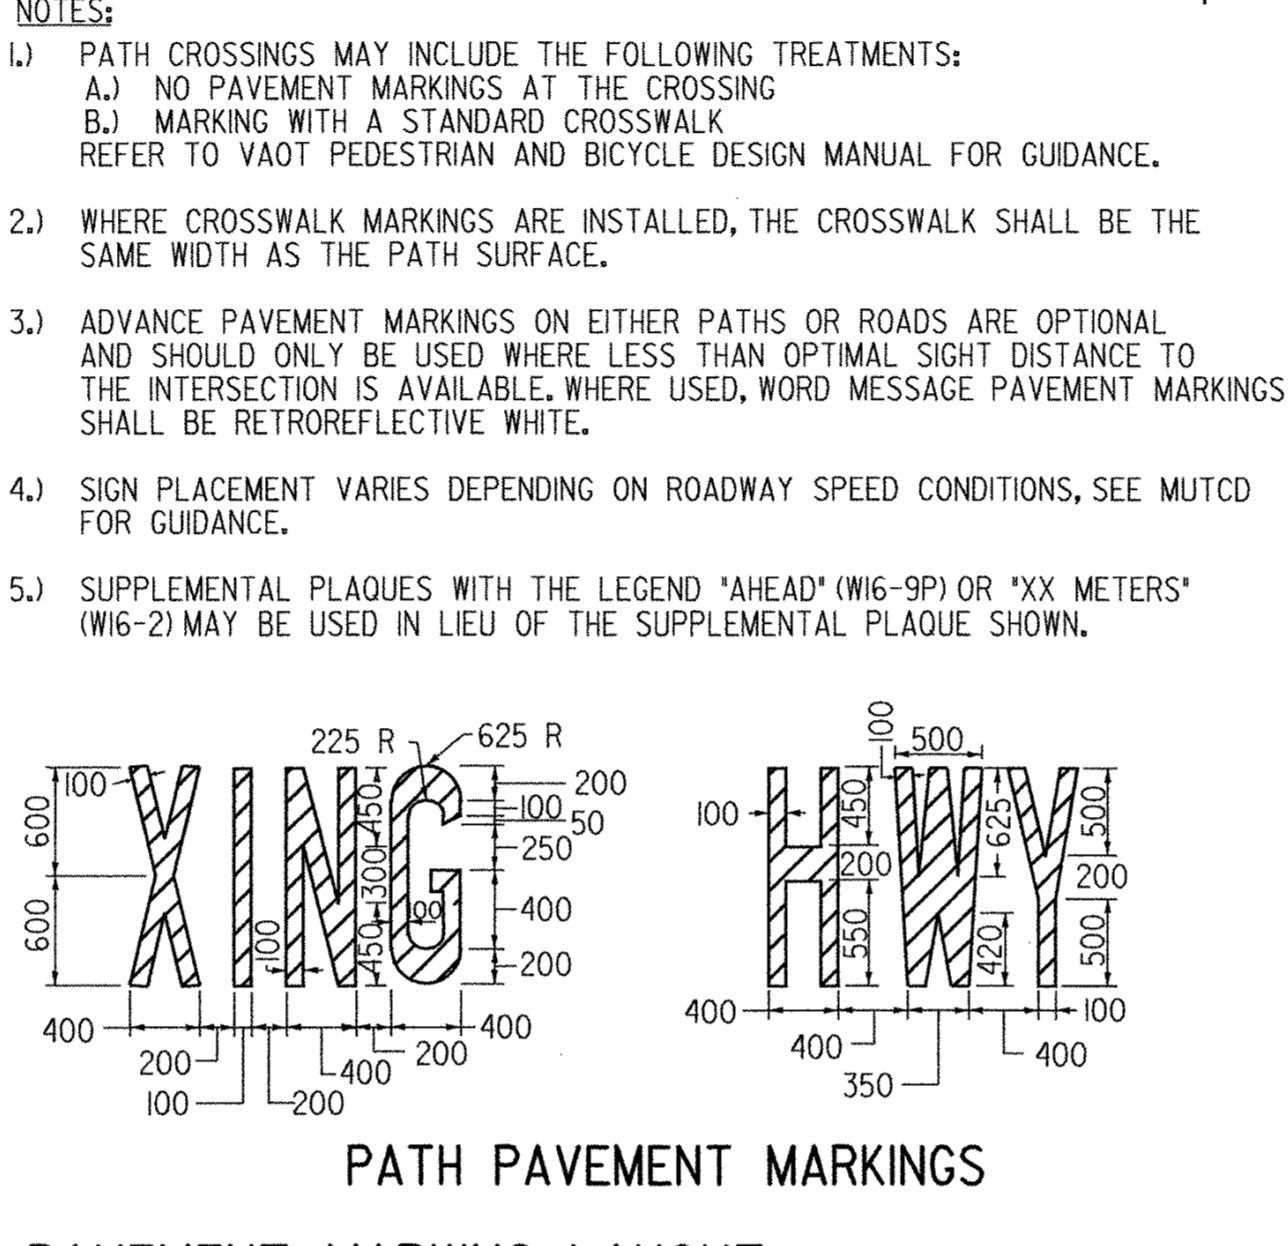 NOTES:
1.) PATH CROSSINGS MAY INCLUDE THE FOLLOWING TREATMENTS:
A.) NO PAVEMENT MARKINGS AT THE CROSSING
B.) MARKING WITH A STANDARD CROSSWALK
REFER TO VAOT PEDESTRIAN AND BICYCLE DESIGN MANUAL FOR GUIDANCE.
2.) WHERE CROSSWALK MARKINGS ARE INSTALLED, THE CROSSWALK SHALL BE THE
SAME WIDTH AS THE PATH SURFACE.
3.) ADVANCE PAVEMENT MARKINGS ON EITHER PATHS OR ROADS ARE OPTIONAL
AND SHOULD ONLY BE USED WHERE LESS THAN OPTIMAL SIGHT DISTANCE TO
THE INTERSECTION IS AVAILABLE. WHERE USED, WORD MESSAGE PAVEMENT MARKINGS
SHALL BE RETROREFLECTIVE WHITE.
4.) SIGN PLACEMENT VARIES DEPENDING ON ROADWAY SPEED CONDITIONS, SEE MUTCD
FOR GUIDANCE.
5.) SUPPLEMENTAL PLAQUES WITH THE LEGEND "AHEAD" (W16-9P) OR "XX METERS"
(W16-2) MAY BE USED IN LIEU OF THE SUPPLEMENTAL PLAQUE SHOWN.
225 R 625 R
XING
100
600
600
100
450
300
450
100
200
100
50
250
400
200
400
200
100
200
400
200
400
HWY
100
500
100
450
200
550
625
420
500
200
500
400
400
350
400
100
PATH PAVEMENT MARKINGS